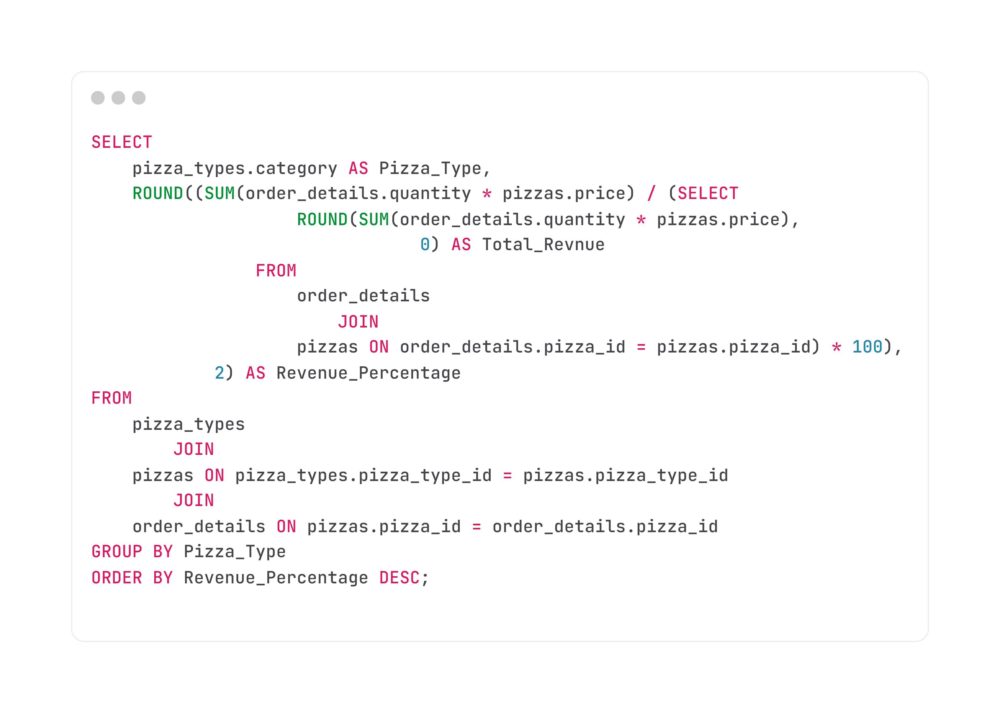 SELECT
    pizza_types.category AS Pizza_Type,
    ROUND((SUM(order_details.quantity * pizzas.price) / (SELECT
                    ROUND(SUM(order_details.quantity * pizzas.price),
                                0) AS Total_Revnue
                FROM
                    order_details
                        JOIN
                    pizzas ON order_details.pizza_id = pizzas.pizza_id) * 100),
            2) AS Revenue_Percentage
FROM
    pizza_types
        JOIN
    pizzas ON pizza_types.pizza_type_id = pizzas.pizza_type_id
        JOIN
    order_details ON pizzas.pizza_id = order_details.pizza_id
GROUP BY Pizza_Type
ORDER BY Revenue_Percentage DESC;